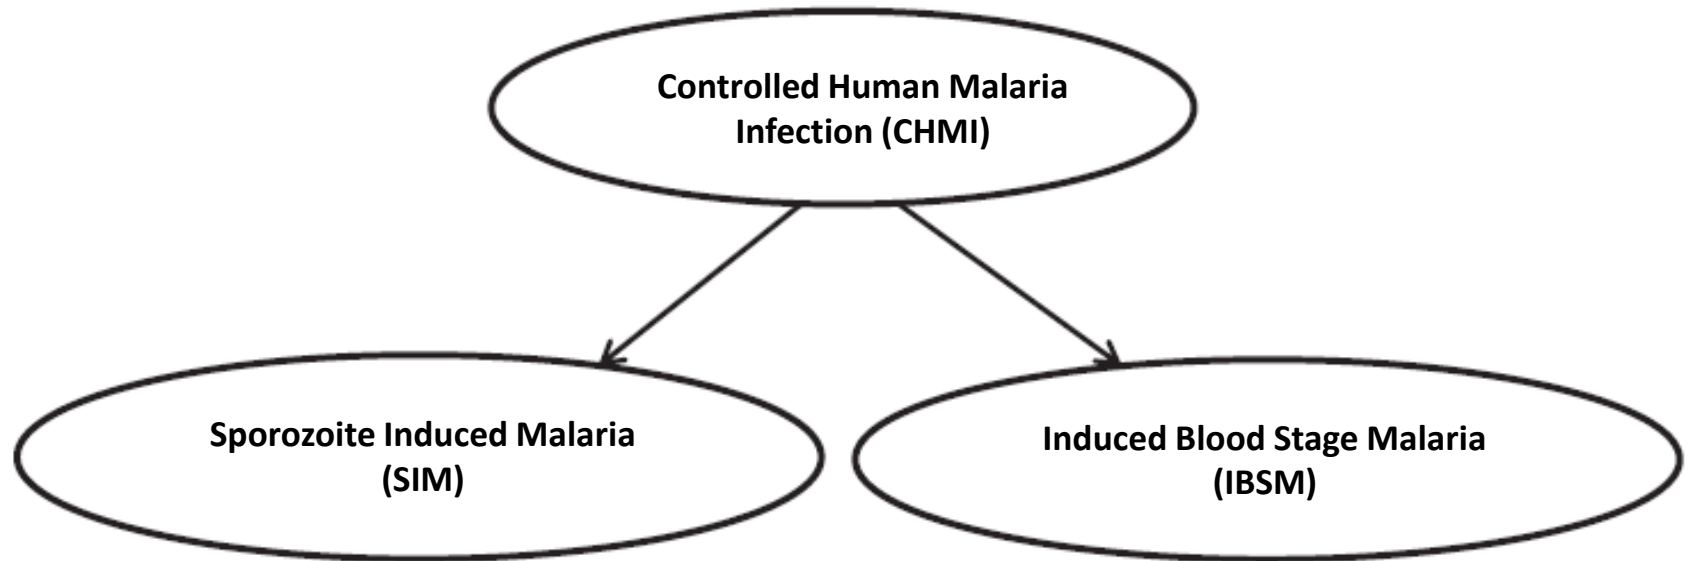 Controlled Human Malaria
Infection (CHMI)
Sporozoite Induced Malaria
(SIM)
Induced Blood Stage Malaria
(IBSM)